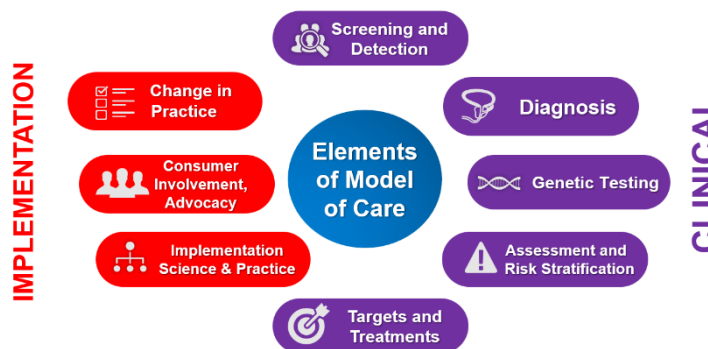 Screening and
Detection
IMPLEMENTATION
Change in
Practice
Diagnosis
Elements
of Model
of Care
Consumer
Involvement,
Advocacy
Genetic Testing
CLINICAL
Implementation
Science & Practice
Assessment and
Risk Stratification
Targets and
Treatments